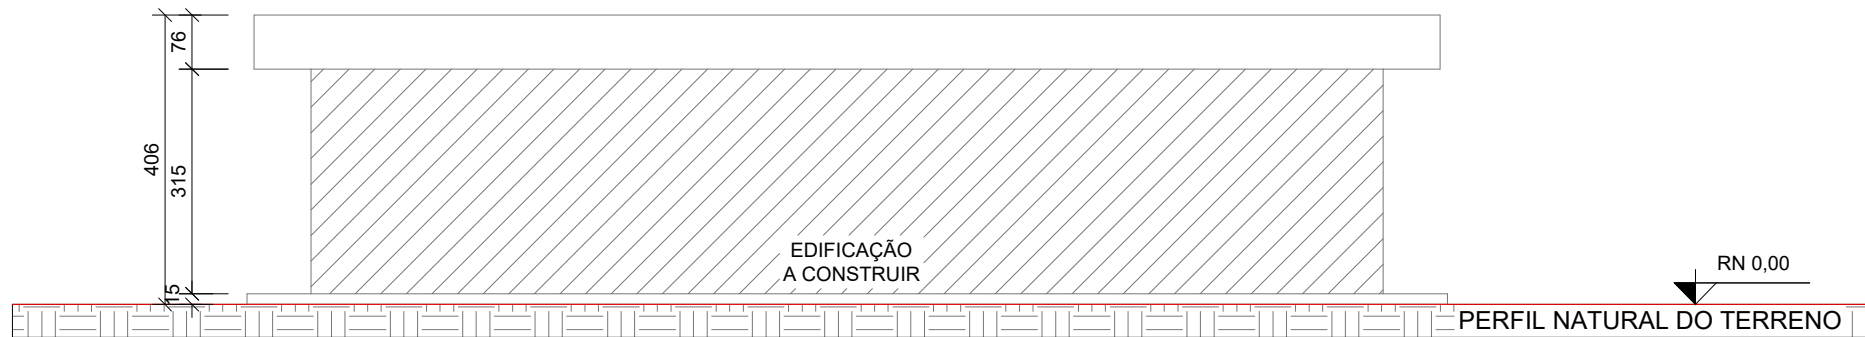 76
406
315
15
EDIFICAÇÃO
A CONSTRUIR
RN 0,00
PERFIL NATURAL DO TERRENO